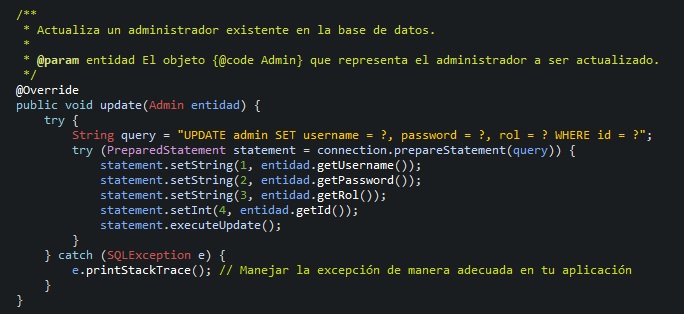 /**
 * Actualiza un administrador existente en la base de datos.
 *
 * @param entidad El objeto {@code Admin} que representa el administrador a ser actualizado.
 */
@Override
public void update(Admin entidad) {
    try {
        String query = "UPDATE admin SET username = ?, password = ?, rol = ? WHERE id = ?";
        try (PreparedStatement statement = connection.prepareStatement(query)) {
            statement.setString(1, entidad.getUsername());
            statement.setString(2, entidad.getPassword());
            statement.setString(3, entidad.getRol());
            statement.setInt(4, entidad.getId());
            statement.executeUpdate();
        }
    } catch (SQLException e) {
        e.printStackTrace(); // Manejar la excepción de manera adecuada en tu aplicación
    }
}